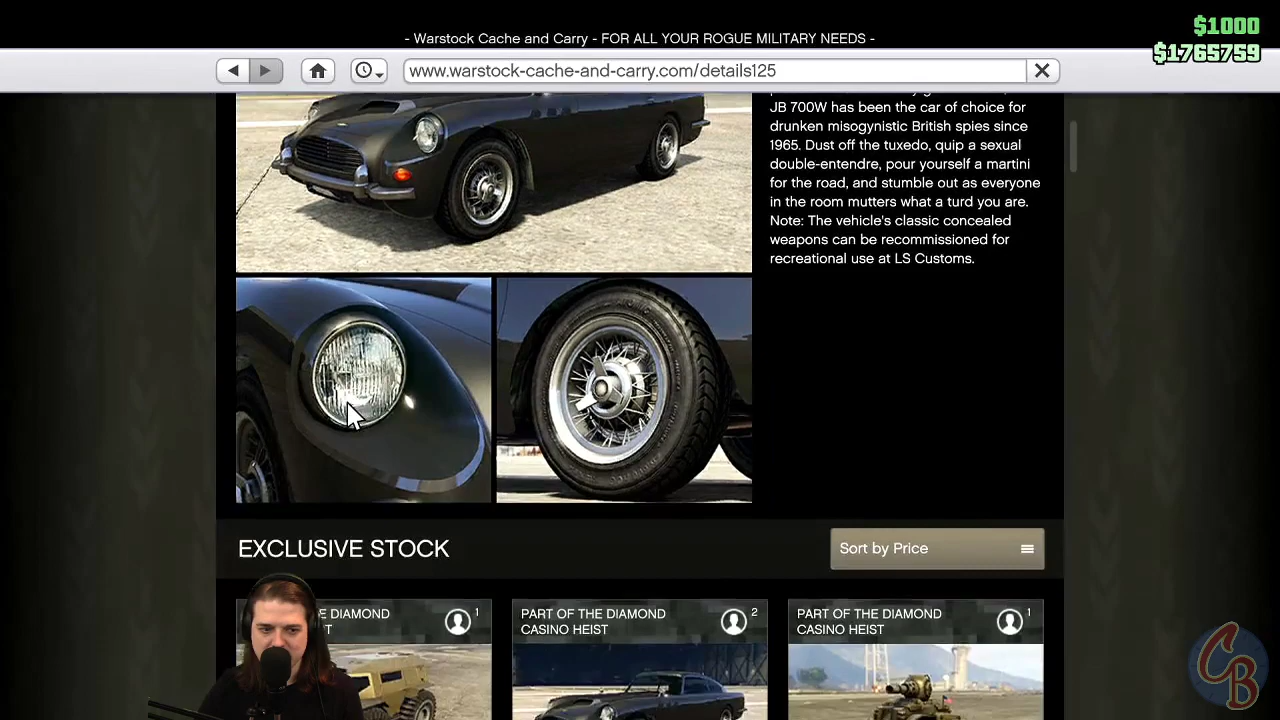 $1000
- Warstock Cache and Carry - FOR ALL YOUR ROGUE MILITARY NEEDS -
$1765759
www.warstock-cache-and-carry.com/details125
JB 700W has been the car of choice for
drunken misogynistic British spies since
1965. Dust off the tuxedo, quip a sexual
double-entendre, pour yourself a martini
for the road, and stumble out as everyone
in the room mutters what a turd you are.
Note: The vehicle's classic concealed
weapons can be recommissioned for
recreational use at LS Customs.
EXCLUSIVE STOCK
Sort by Price
E DIAMOND
T
1
PART OF THE DIAMOND
CASINO HEIST
2
PART OF THE DIAMOND
CASINO HEIST
1
CB